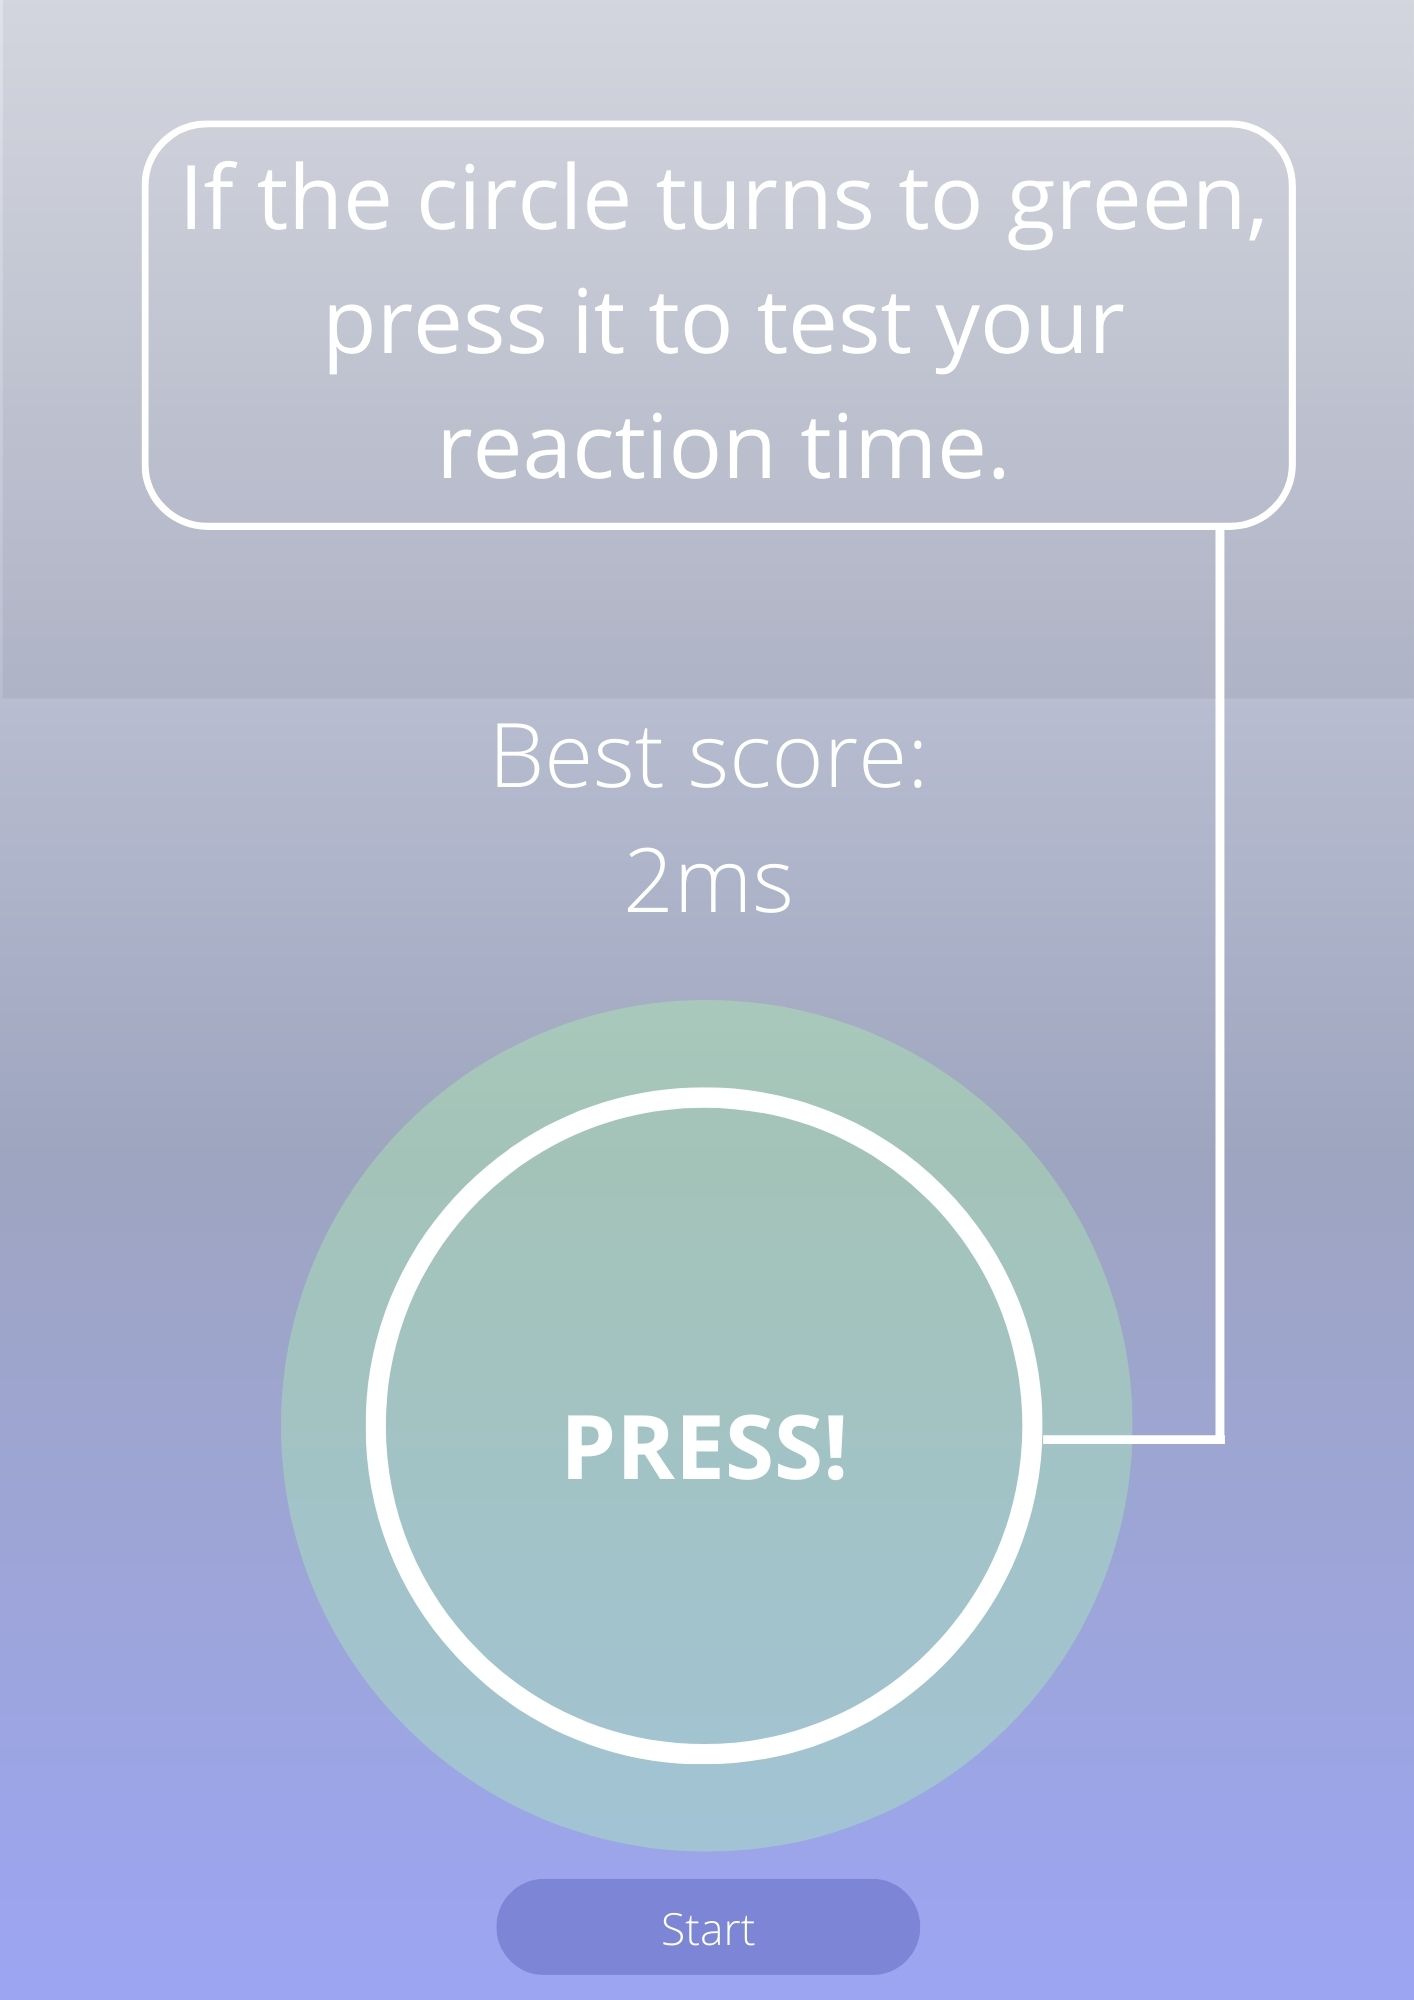 If the circle turns to green,
press it to test your
reaction time.
Best score:
2ms
PRESS!
Start